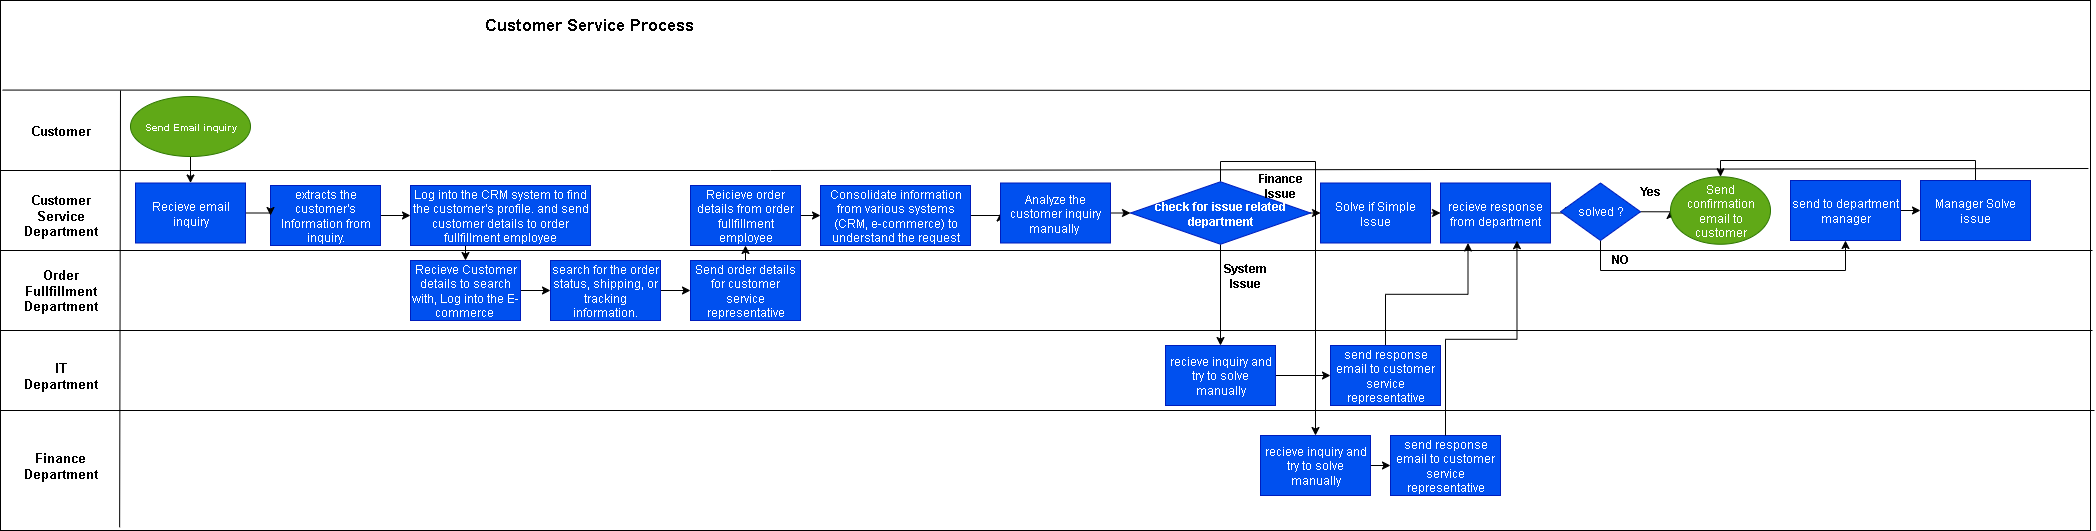 Customer Service Process
Customer
Send Email inquiry
Customer
Service
Department
Recieve email
inquiry
extracts the
customer's
Information from
inquiry.
Log into the CRM system to find
the customer's profile. and send
customer details to order
fullfillment employee
Reicieve order
details from order
fullfillment
employee
Consolidate information
from various systems
(CRM, e-commerce) to
understand the request
Analyze the
customer inquiry
manually
check for issue related
department
Finance
Issue
Solve if Simple
Issue
recieve response
from department
solved ?
Yes
Send
confirmation
email to
customer
send to department
manager
Manager Solve
issue
NO
System
Issue
Order
Fullfillment
Department
Recieve Customer
details to search
with, Log into the E-
commerce
search for the order
status, shipping, or
tracking
information.
Send order details
for customer
service
representative
IT
Department
recieve inquiry and
try to solve
manually
send response
email to customer
service
representative
Finance
Department
recieve inquiry and
try to solve
manually
send response
email to customer
service
representative